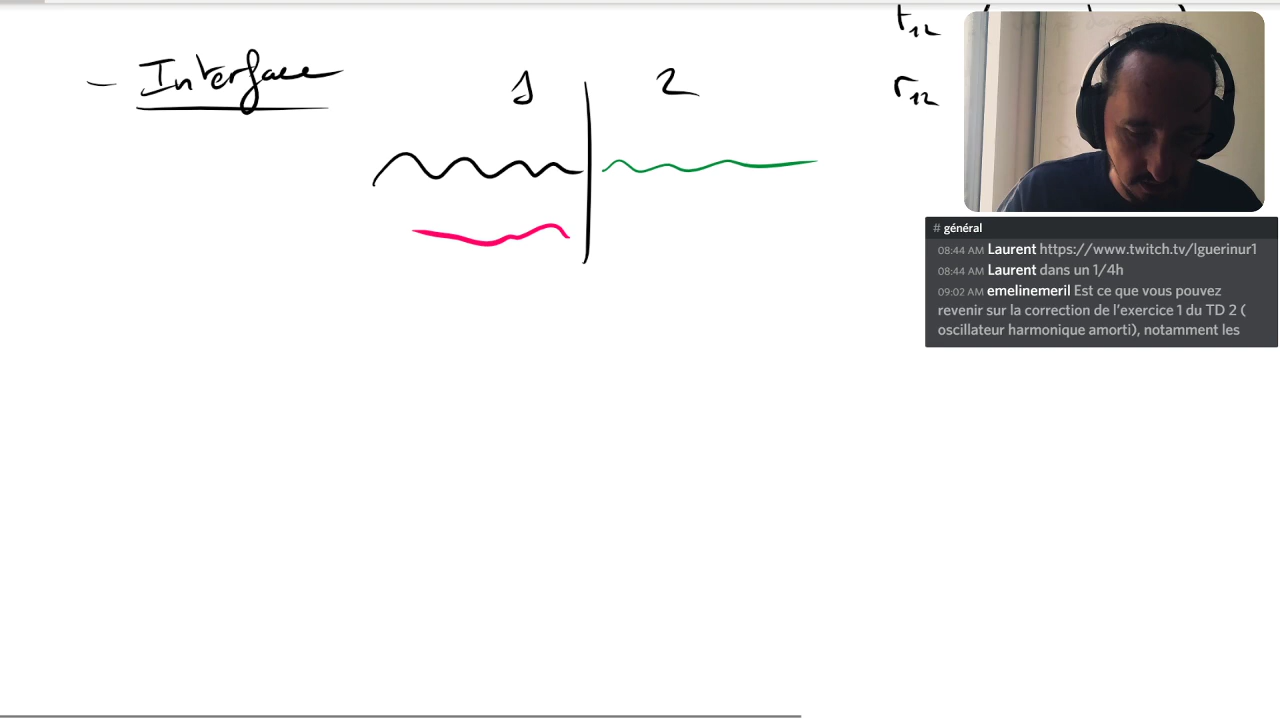 t₁₂
- Interface 1 2
r₁₂
# général
08:44 AM Laurent https://www.twitch.tv/lguerinur1
08:44 AM Laurent dans un 1/4h
09:02 AM emelinemeril Est ce que vous pouvez
revenir sur la correction de l'exercice 1 du TD 2 (
oscillateur harmonique amorti), notamment les